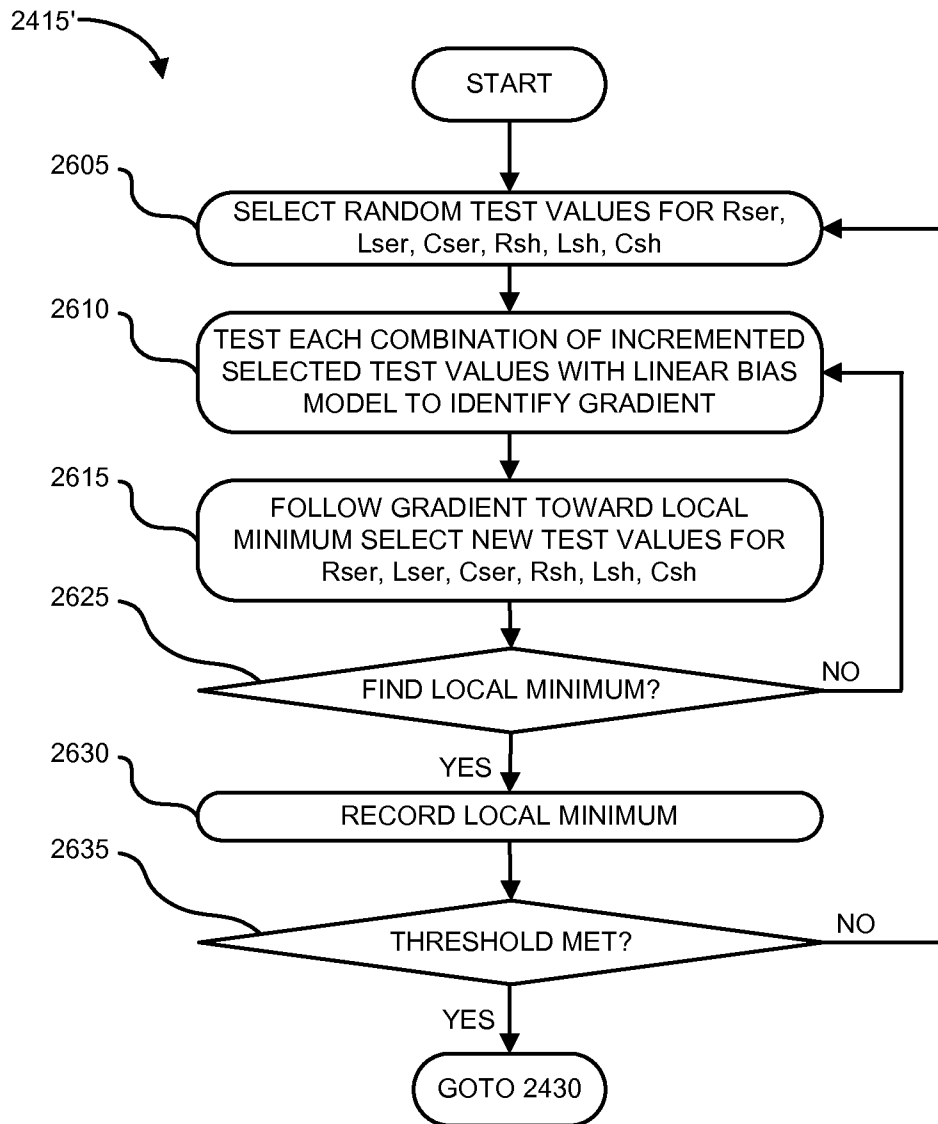 2415'
START
2605
SELECT RANDOM TEST VALUES FOR Rser,
Lser, Cser, Rsh, Lsh, Csh
2610
TEST EACH COMBINATION OF INCREMENTED
SELECTED TEST VALUES WITH LINEAR BIAS
MODEL TO IDENTIFY GRADIENT
2615
FOLLOW GRADIENT TOWARD LOCAL
MINIMUM SELECT NEW TEST VALUES FOR
Rser, Lser, Cser, Rsh, Lsh, Csh
2625
FIND LOCAL MINIMUM?
NO
YES
2630
RECORD LOCAL MINIMUM
2635
THRESHOLD MET?
NO
YES
GOTO 2430